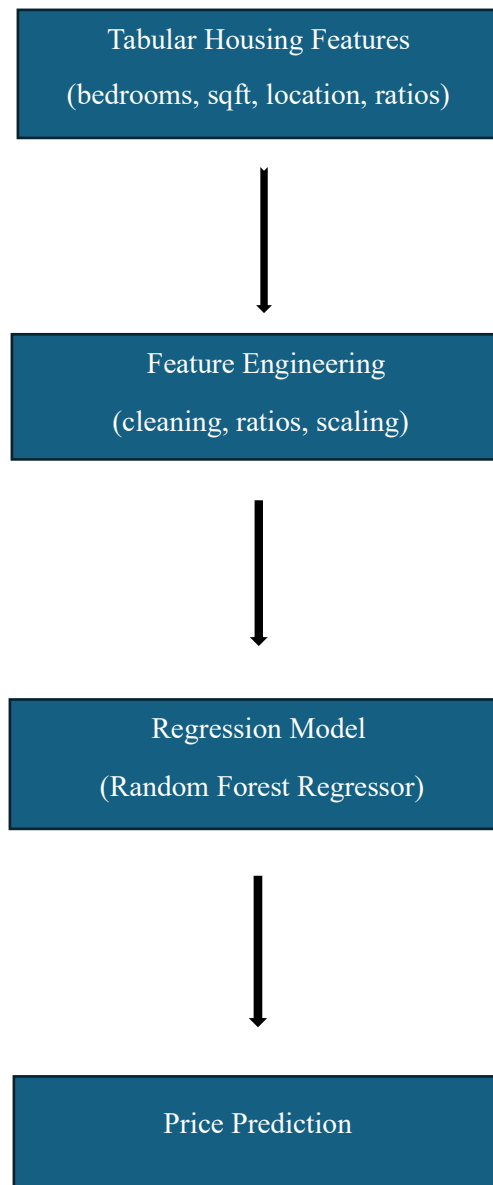 Tabular Housing Features
(bedrooms, sqft, location, ratios)
Feature Engineering
(cleaning, ratios, scaling)
Regression Model
(Random Forest Regressor)
Price Prediction